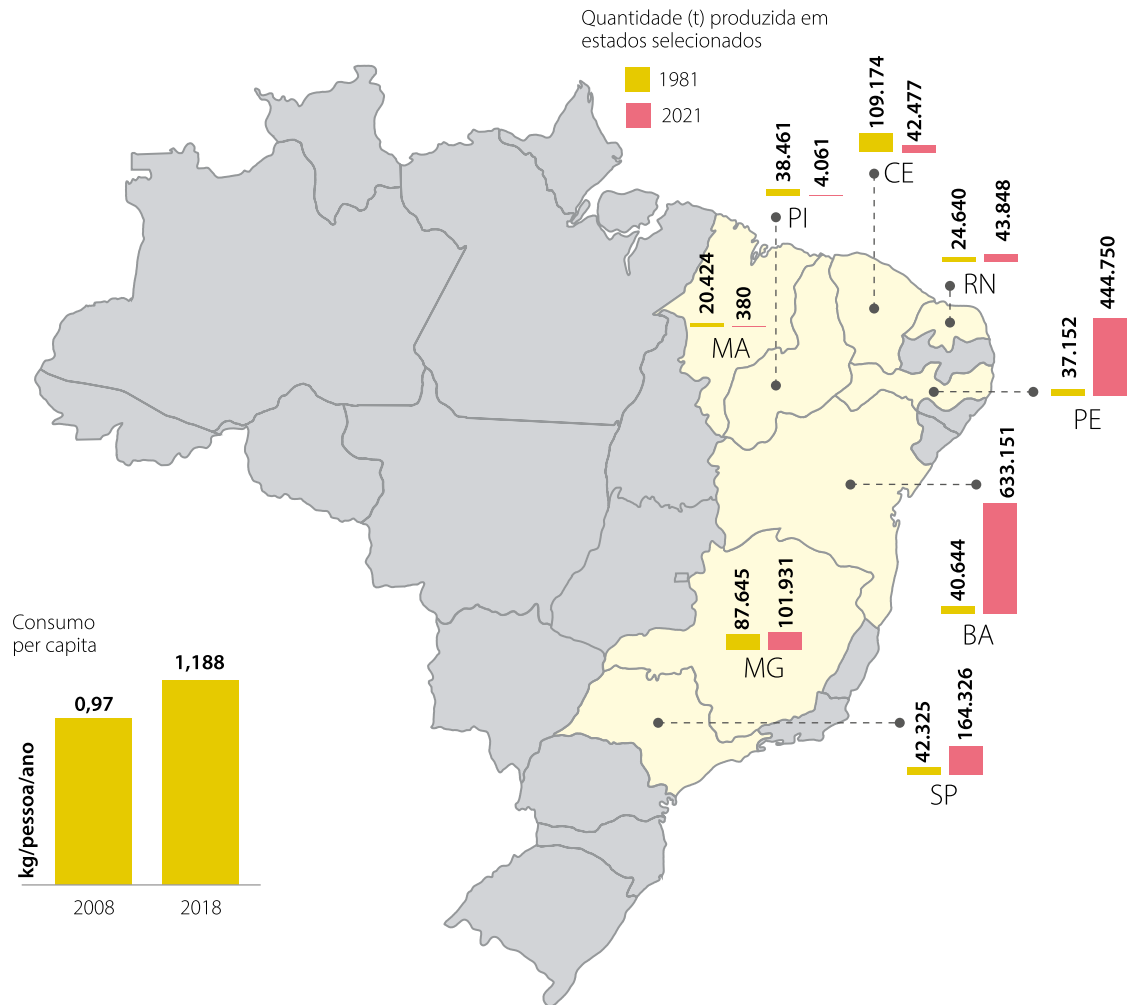 Quantidade (t) produzida em
estados selecionados
1981
2021
109.174
42.477
CE
38.461
4.061
PI
24.640
43.848
RN
20.424
380
MA
37.152
444.750
PE
633.151
40.644
BA
87.645
101.931
MG
42.325
164.326
SP
Consumo
per capita
kg/pessoa/ano
0,97
1,188
2008
2018